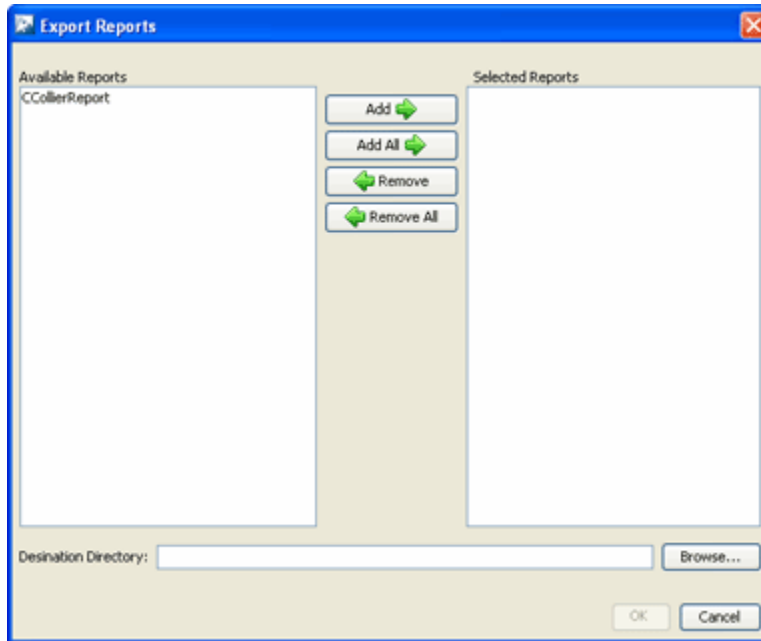 Export Reports
Available Reports
Selected Reports
CCollierReport
Add
Add All
Remove
Remove All
Desination Directory:
Browse...
OK
Cancel